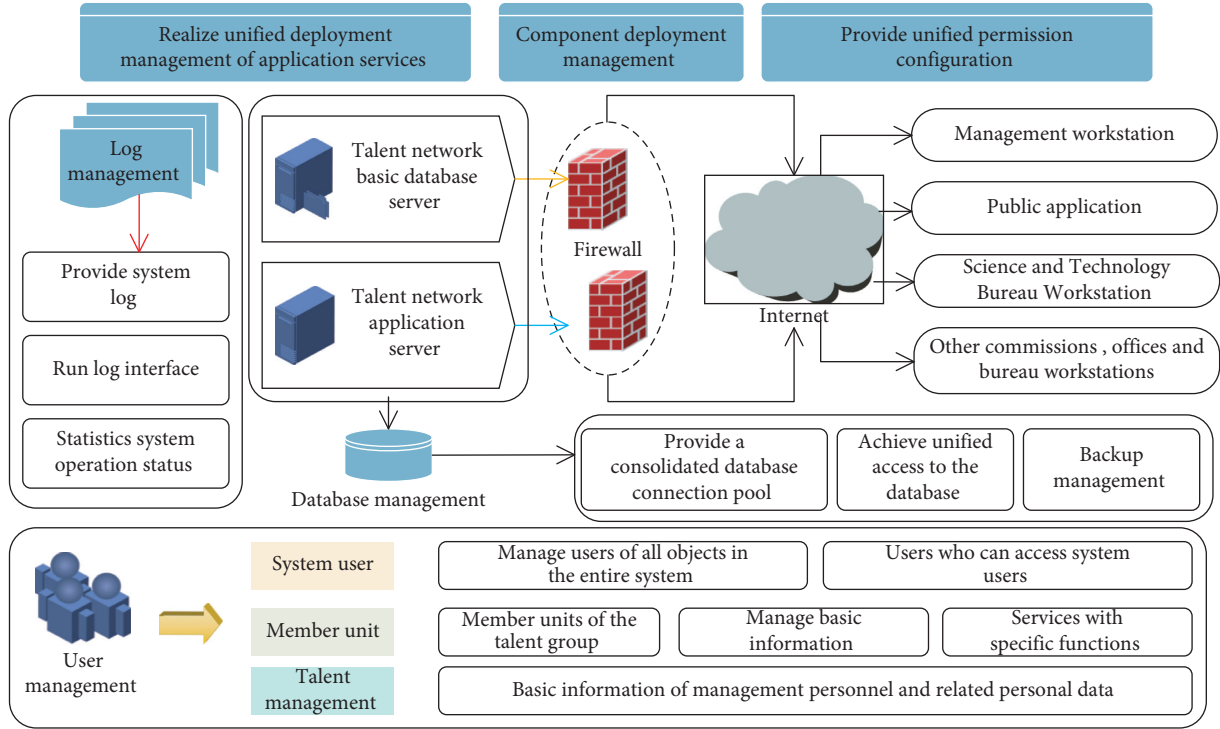 Realize unified deployment
management of application services
Component deployment
management
Provide unified permission
configuration
Log
management
Provide system
log
Run log interface
Statistics system
operation status
Talent network
basic database
server
Talent network
application
server
Firewall
Internet
Management workstation
Public application
Science and Technology
Bureau Workstation
Other commissions , offices and
bureau workstations
Database management
Provide a
consolidated database
connection pool
Achieve unified
access to the
database
Backup
management
User
management
System user
Manage users of all objects in
the entire system
Users who can access system
users
Member unit
Member units of the
talent group
Manage basic
information
Services with
specific functions
Talent
management
Basic information of management personnel and related personal data